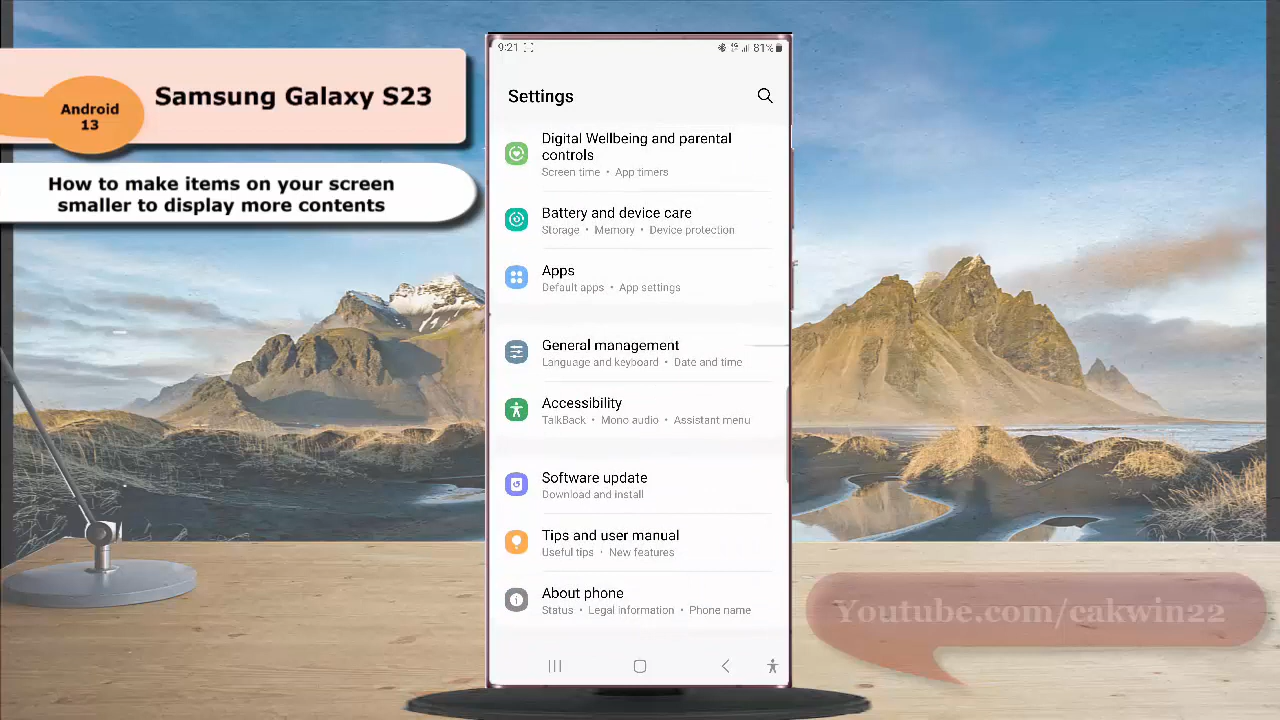 Android
13
Samsung Galaxy S23
How to make items on your screen
smaller to display more contents
9:21
4G 81%
Settings
Digital Wellbeing and parental
controls
Screen time • App timers
Battery and device care
Storage • Memory • Device protection
Apps
Default apps • App settings
General management
Language and keyboard • Date and time
Accessibility
TalkBack • Mono audio • Assistant menu
Software update
Download and install
Tips and user manual
Useful tips • New features
About phone
Status • Legal information • Phone name
Youtube.com/cakwin22